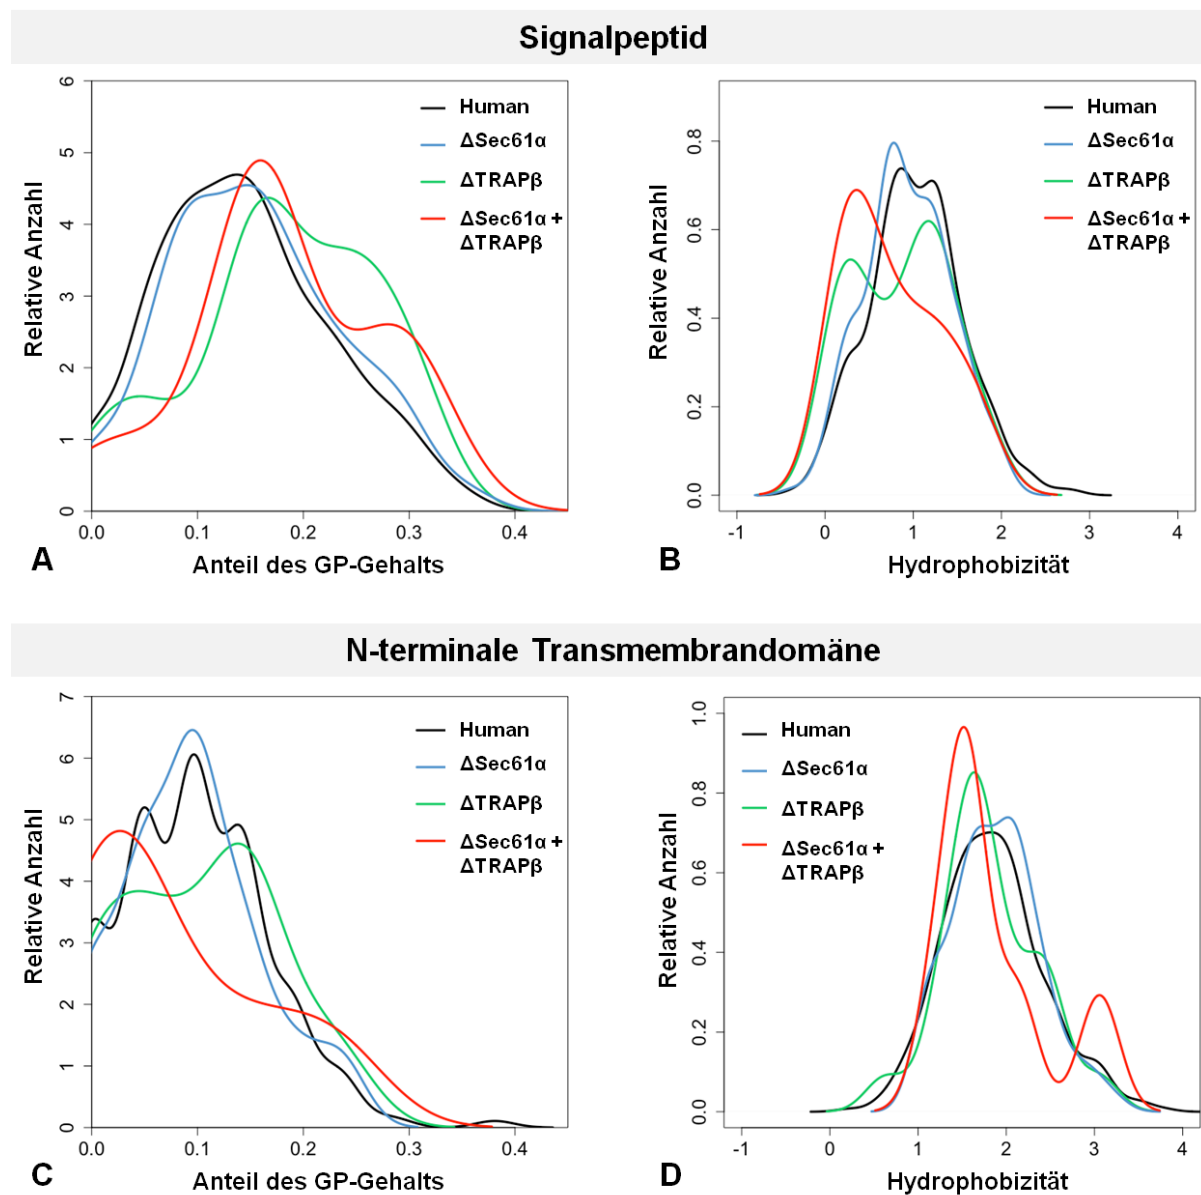 Signalpeptid
6
5
4
3
2
1
0
Relative Anzahl
Human
ΔSec61α
ΔTRAPβ
ΔSec61α +
ΔTRAPβ
0.0 0.1 0.2 0.3 0.4
A
Anteil des GP-Gehalts
0.8
0.6
0.4
0.2
0.0
Relative Anzahl
Human
ΔSec61α
ΔTRAPβ
ΔSec61α +
ΔTRAPβ
-1 0 1 2 3 4
B
Hydrophobizität
N-terminale Transmembrandomäne
7
6
5
4
3
2
1
0
Relative Anzahl
Human
ΔSec61α
ΔTRAPβ
ΔSec61α +
ΔTRAPβ
0.0 0.1 0.2 0.3 0.4
C
Anteil des GP-Gehalts
1.0
0.8
0.6
0.4
0.2
0.0
Relative Anzahl
Human
ΔSec61α
ΔTRAPβ
ΔSec61α +
ΔTRAPβ
-1 0 1 2 3 4
D
Hydrophobizität